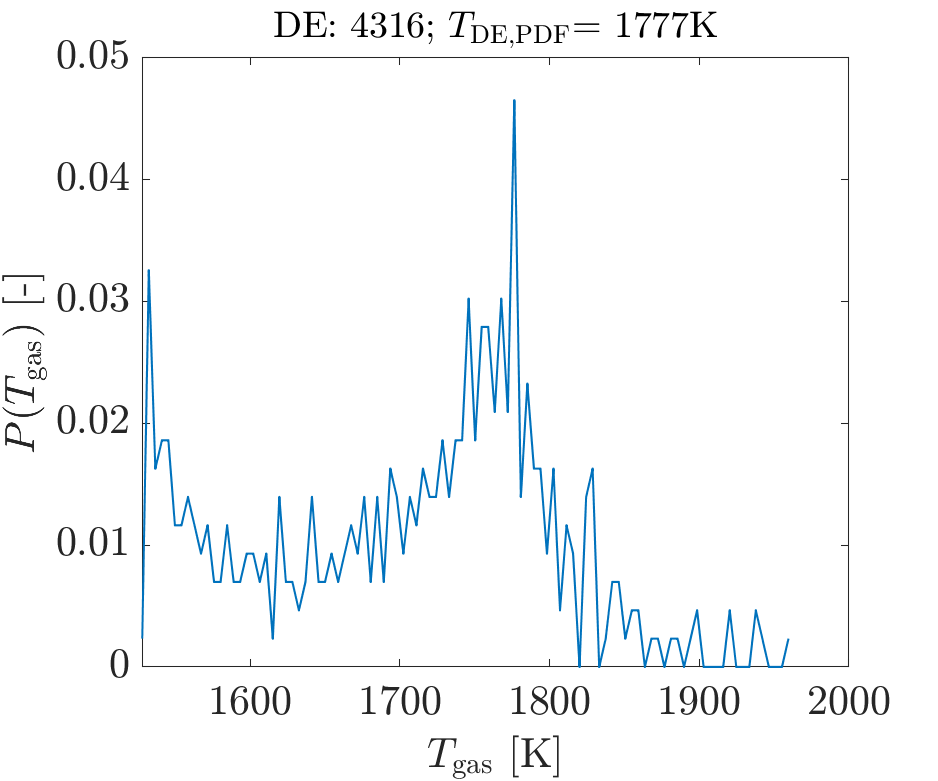 DE: 4316; T_DE,PDF= 1777K
0.05
0.04
0.03
0.02
0.01
0
P(T_gas) [-]
1600 1700 1800 1900 2000
T_gas [K]